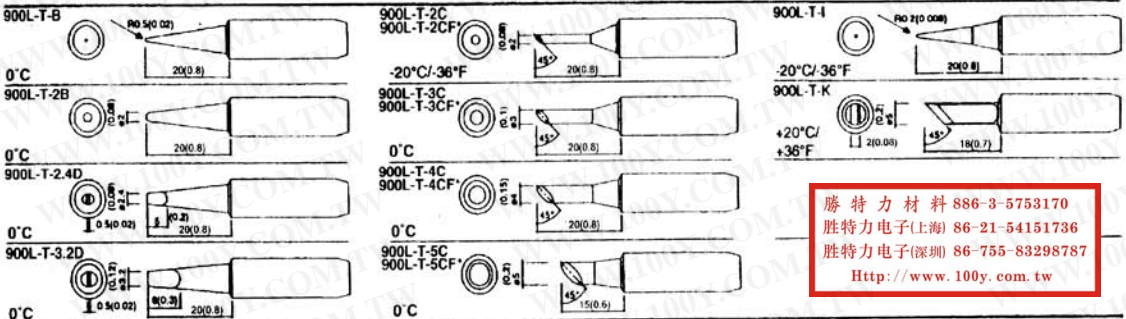 900L-T-B
R0.5(0.02)
20(0.8)
0°C
900L-T-2B
(0.08)
ø2
20(0.8)
0°C
900L-T-2.4D
(0.09)
ø2.4
0.5(0.02)
5
(0.2)
20(0.8)
0°C
900L-T-3.2D
(0.12)
ø3.2
0.5(0.02)
8(0.3)
20(0.8)
0°C
900L-T-2C
900L-T-2CF*
(0.08)
ø2
45°
20(0.8)
-20°C/-36°F
900L-T-3C
900L-T-3CF*
(0.1)
ø3
45°
20(0.8)
0°C
900L-T-4C
900L-T-4CF*
(0.15)
ø4
45°
20(0.8)
0°C
900L-T-5C
900L-T-5CF*
(0.2)
ø5
45°
15(0.6)
0°C
900L-T-I
R0.2(0.008)
20(0.8)
-20°C/-36°F
900L-T-K
(0.2)
ø5
45°
2(0.08)
18(0.7)
+20°C/
+36°F
勝特力材料 886-3-5753170
胜特力电子(上海) 86-21-54151736
胜特力电子(深圳) 86-755-83298787
Http://www.100y.com.tw
WWW.100Y.COM.TW